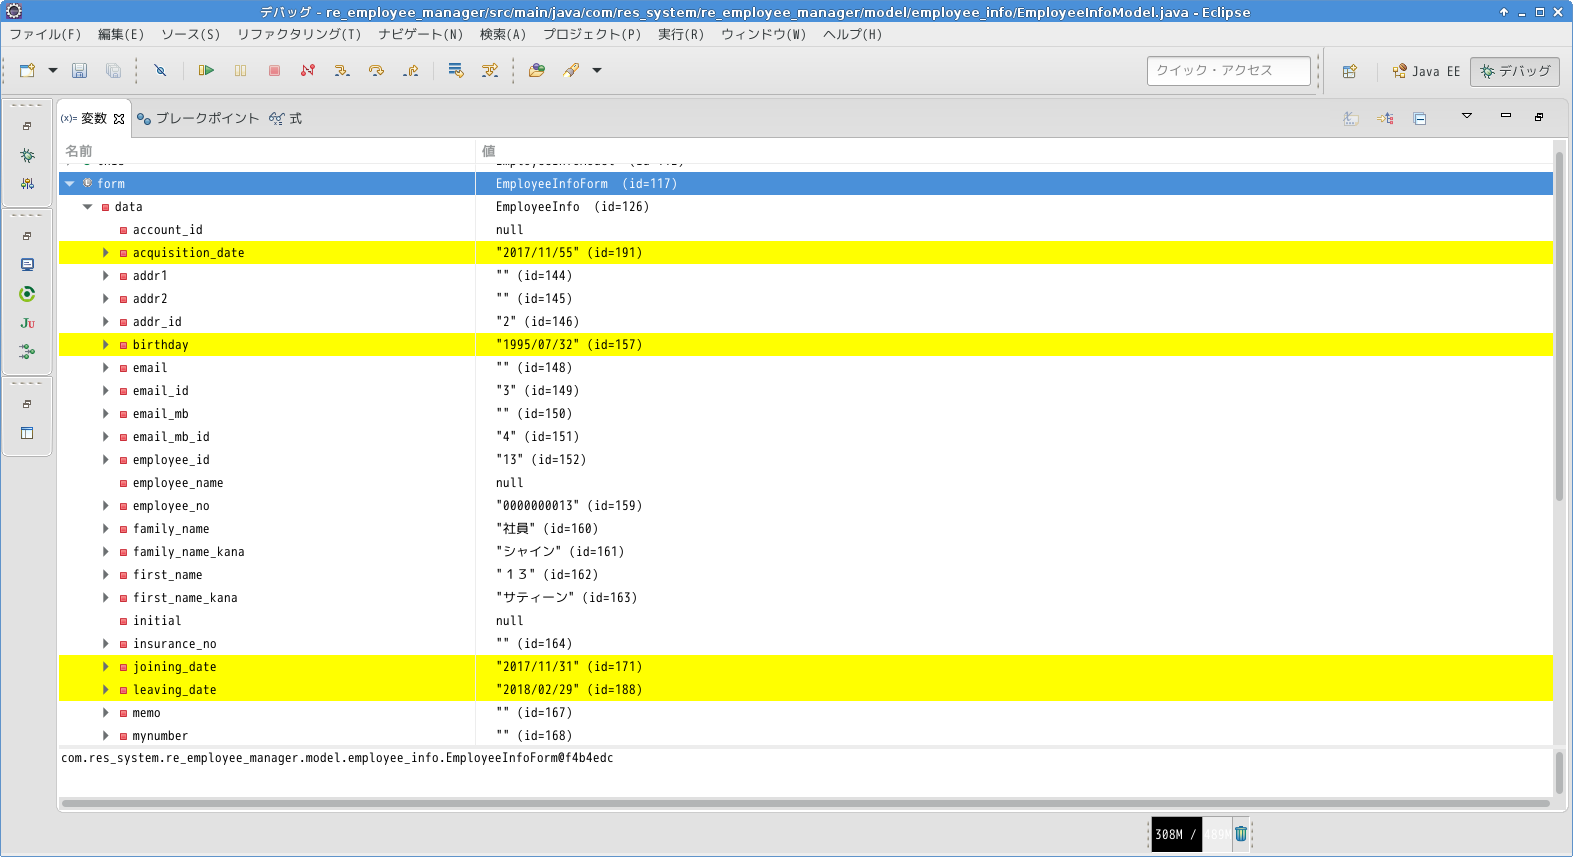 デバッグ - re_employee_manager/src/main/java/com/res_system/re_employee_manager/model/employee_info/EmployeeInfoModel.java - Eclipse
ファイル(F) 編集(E) ソース(S) リファクタリング(T) ナビゲート(N) 検索(A) プロジェクト(P) 実行(R) ウィンドウ(W) ヘルプ(H)
クイック・アクセス Java EE デバッグ
(x)= 変数 ブレークポイント 式
名前 値
form EmployeeInfoForm (id=117)
data EmployeeInfo (id=126)
account_id null
acquisition_date "2017/11/55" (id=191)
addr1 "" (id=144)
addr2 "" (id=145)
addr_id "2" (id=146)
birthday "1995/07/32" (id=157)
email "" (id=148)
email_id "3" (id=149)
email_mb "" (id=150)
email_mb_id "4" (id=151)
employee_id "13" (id=152)
employee_name null
employee_no "0000000013" (id=159)
family_name "社員" (id=160)
family_name_kana "シャイン" (id=161)
first_name "１３" (id=162)
first_name_kana "サティーン" (id=163)
initial null
insurance_no "" (id=164)
joining_date "2017/11/31" (id=171)
leaving_date "2018/02/29" (id=188)
memo "" (id=167)
mynumber "" (id=168)
com.res_system.re_employee_manager.model.employee_info.EmployeeInfoForm@f4b4edc
308M / 489M